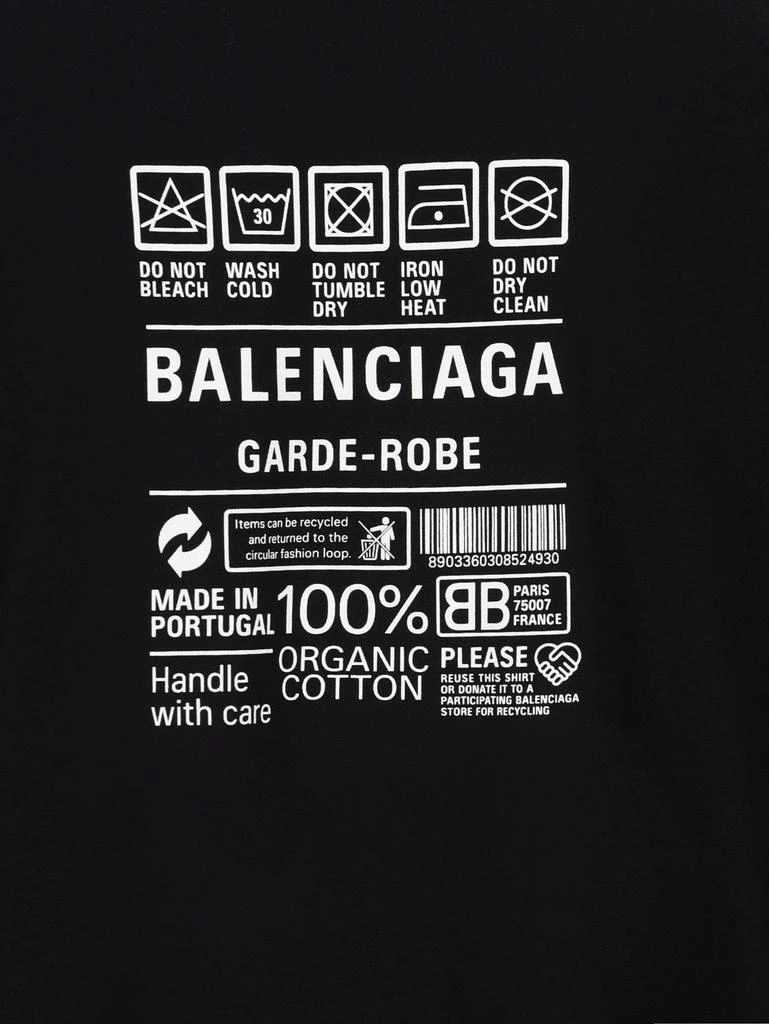 30
DO NOT
BLEACH
WASH
COLD
DO NOT
TUMBLE
DRY
IRON
LOW
HEAT
DO NOT
DRY
CLEAN
BALENCIAGA
GARDE-ROBE
Items can be recycled
and returned to the
circular fashion loop.
8903360308524930
MADE IN
PORTUGAL
100%
ORGANIC
COTTON
BB
PARIS
75007
FRANCE
Handle
with care
PLEASE
REUSE THIS SHIRT
OR DONATE IT TO A
PARTICIPATING BALENCIAGA
STORE FOR RECYCLING